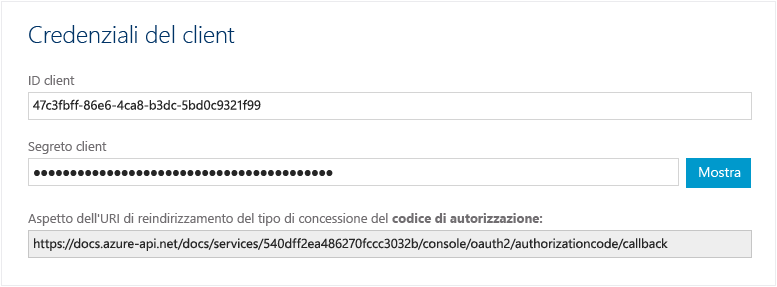 Credenziali del client
ID client
47c3fbff-86e6-4ca8-b3dc-5bd0c9321f99
Segreto client
●●●●●●●●●●●●●●●●●●●●●●●●●●●●●●●●●●●●●●●●●●● Mostra
Aspetto dell'URI di reindirizzamento del tipo di concessione del codice di autorizzazione:
https://docs.azure-api.net/docs/services/540dff2ea486270fccc3032b/console/oauth2/authorizationcode/callback